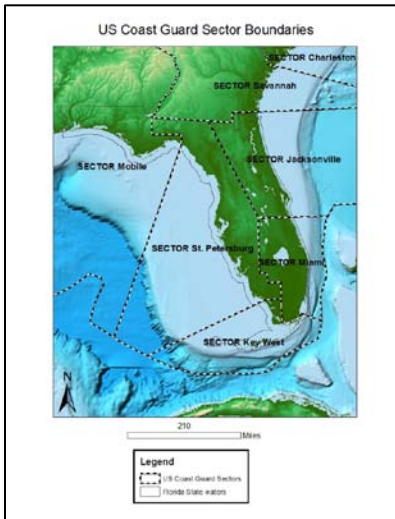 US Coast Guard Sector Boundaries
SECTOR Charleston
SECTOR Savannah
SECTOR Mobile
SECTOR Jacksonville
SECTOR St. Petersburg
SECTOR Miami
SECTOR Key West
N
210
Miles
Legend
US Coast Guard Sectors
Florida State waters